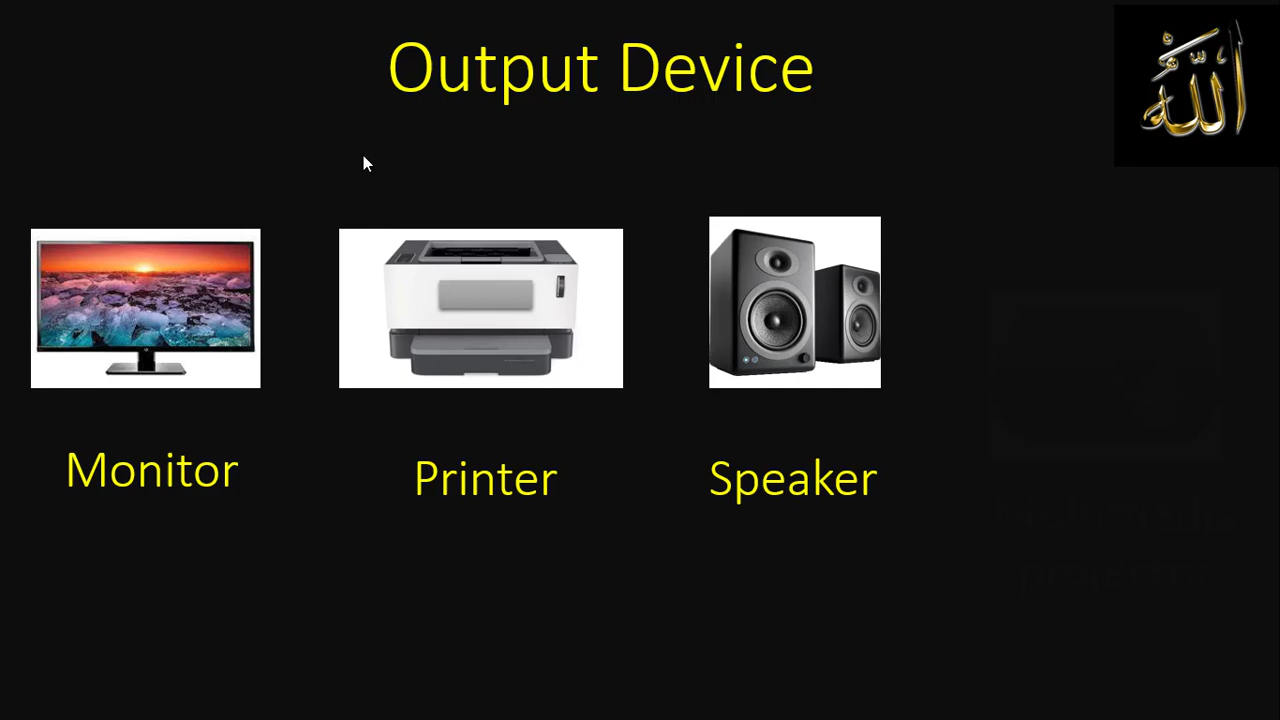 Output Device
الله
Monitor
Printer
Speaker